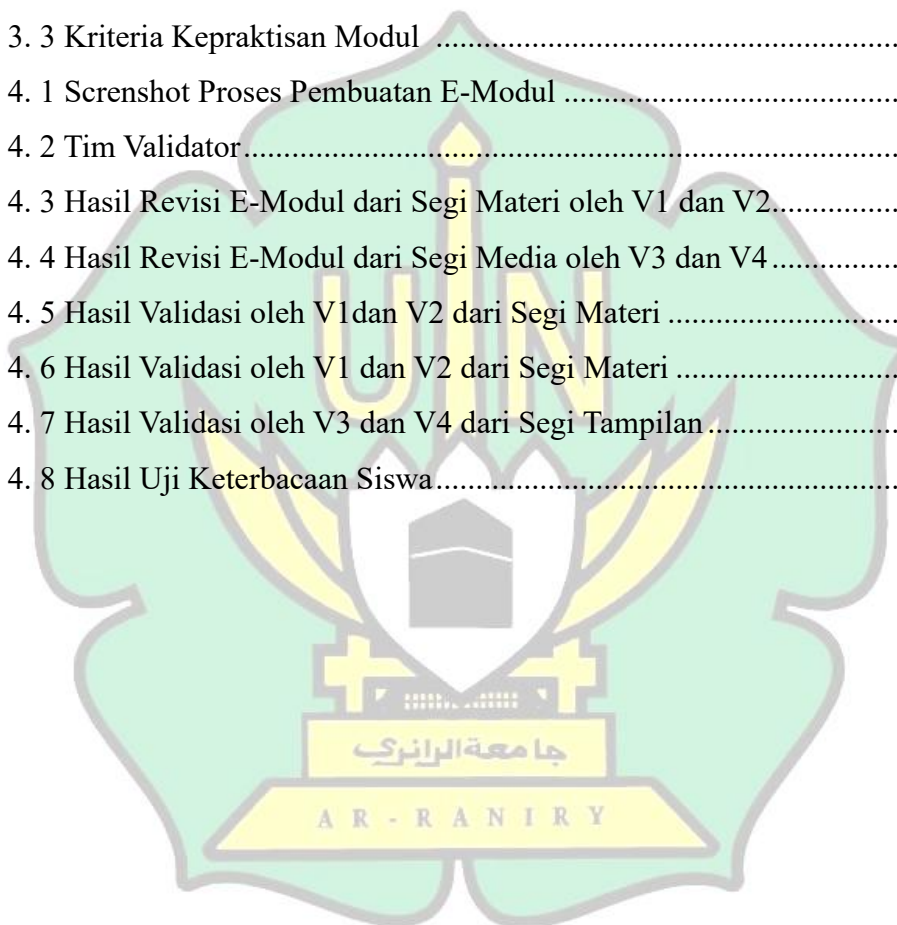 3. 3 Kriteria Kepraktisan Modul ..........................................................
4. 1 Screnshot Proses Pembuatan E-Modul ..........................................
4. 2 Tim Validator..................................................................................
4. 3 Hasil Revisi E-Modul dari Segi Materi oleh V1 dan V2................
4. 4 Hasil Revisi E-Modul dari Segi Media oleh V3 dan V4................
4. 5 Hasil Validasi oleh V1dan V2 dari Segi Materi .............................
4. 6 Hasil Validasi oleh V1 dan V2 dari Segi Materi ............................
4. 7 Hasil Validasi oleh V3 dan V4 dari Segi Tampilan........................
4. 8 Hasil Uji Keterbacaan Siswa..........................................................
UIN
جامعة الرانري
AR-RANIRY